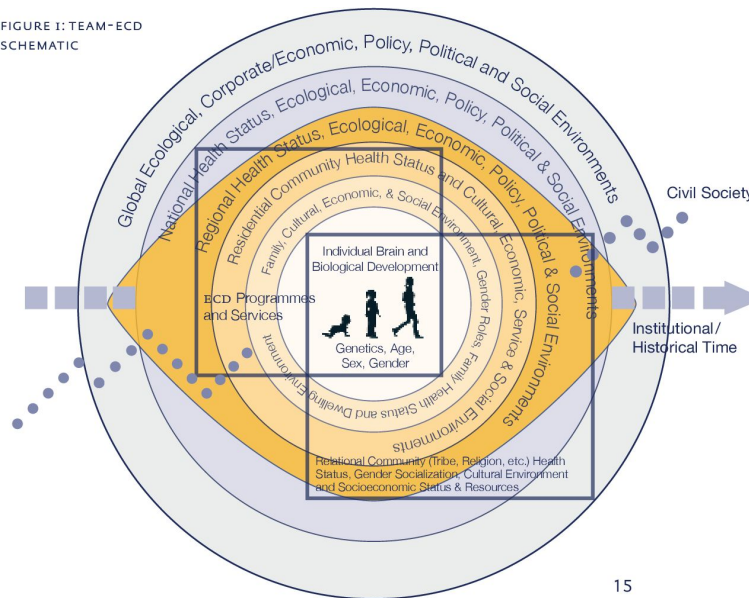 FIGURE 1: TEAM-ECD
SCHEMATIC
Global Ecological, Corporate/Economic, Policy, Political and Social Environments
National Health Status, Ecological, Economic, Policy, Political & Social Environments
Regional Health Status, Ecological, Economic, Policy, Political & Social Environments
Residential Community Health Status and Cultural, Economic, Service & Social Environments
Family, Cultural, Economic, & Social Environment, Gender Roles, Family Health Status and Dwelling Environment
Individual Brain and
Biological Development
Genetics, Age,
Sex, Gender
ECD Programmes
and Services
Civil Society
Institutional/
Historical Time
Relational Community (Tribe, Religion, etc.) Health
Status, Gender Socialization, Cultural Environment
and Socioeconomic Status & Resources
15